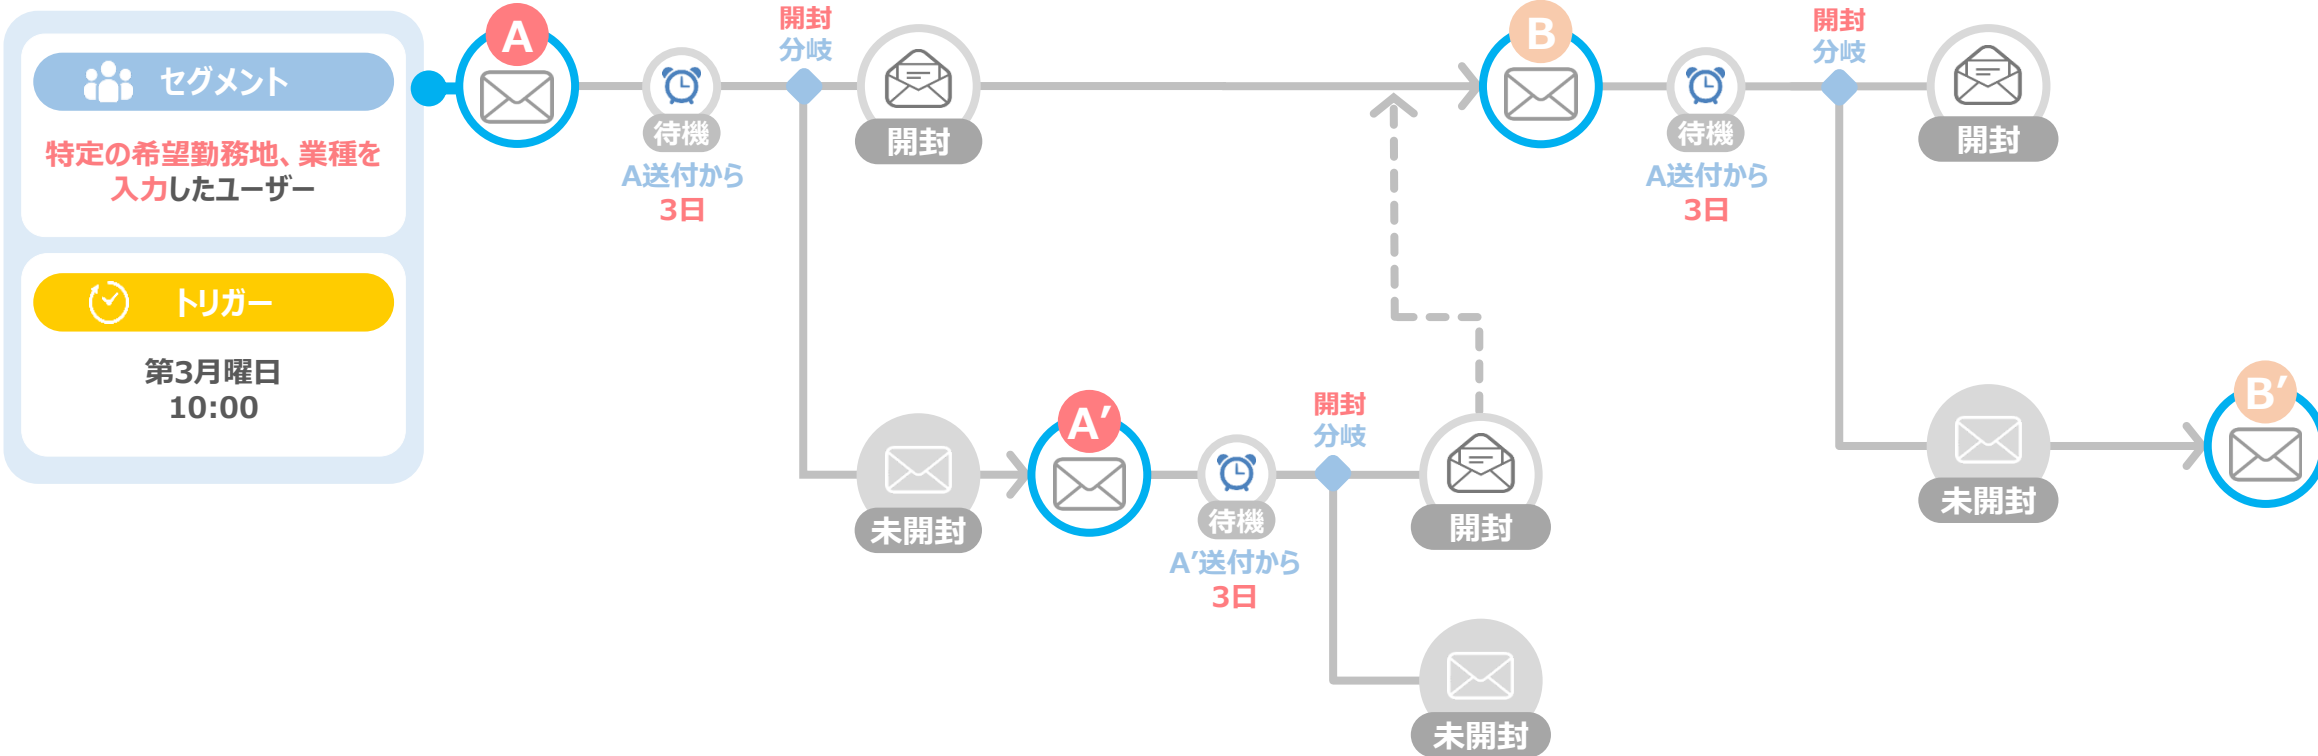 セグメント
特定の希望勤務地、業種を
入力したユーザー
トリガー
第3月曜日
10:00
A
待機
A送付から
3日
開封
分岐
開封
未開封
A′
待機
A′送付から
3日
開封
分岐
開封
未開封
B
待機
A送付から
3日
開封
分岐
開封
未開封
B′